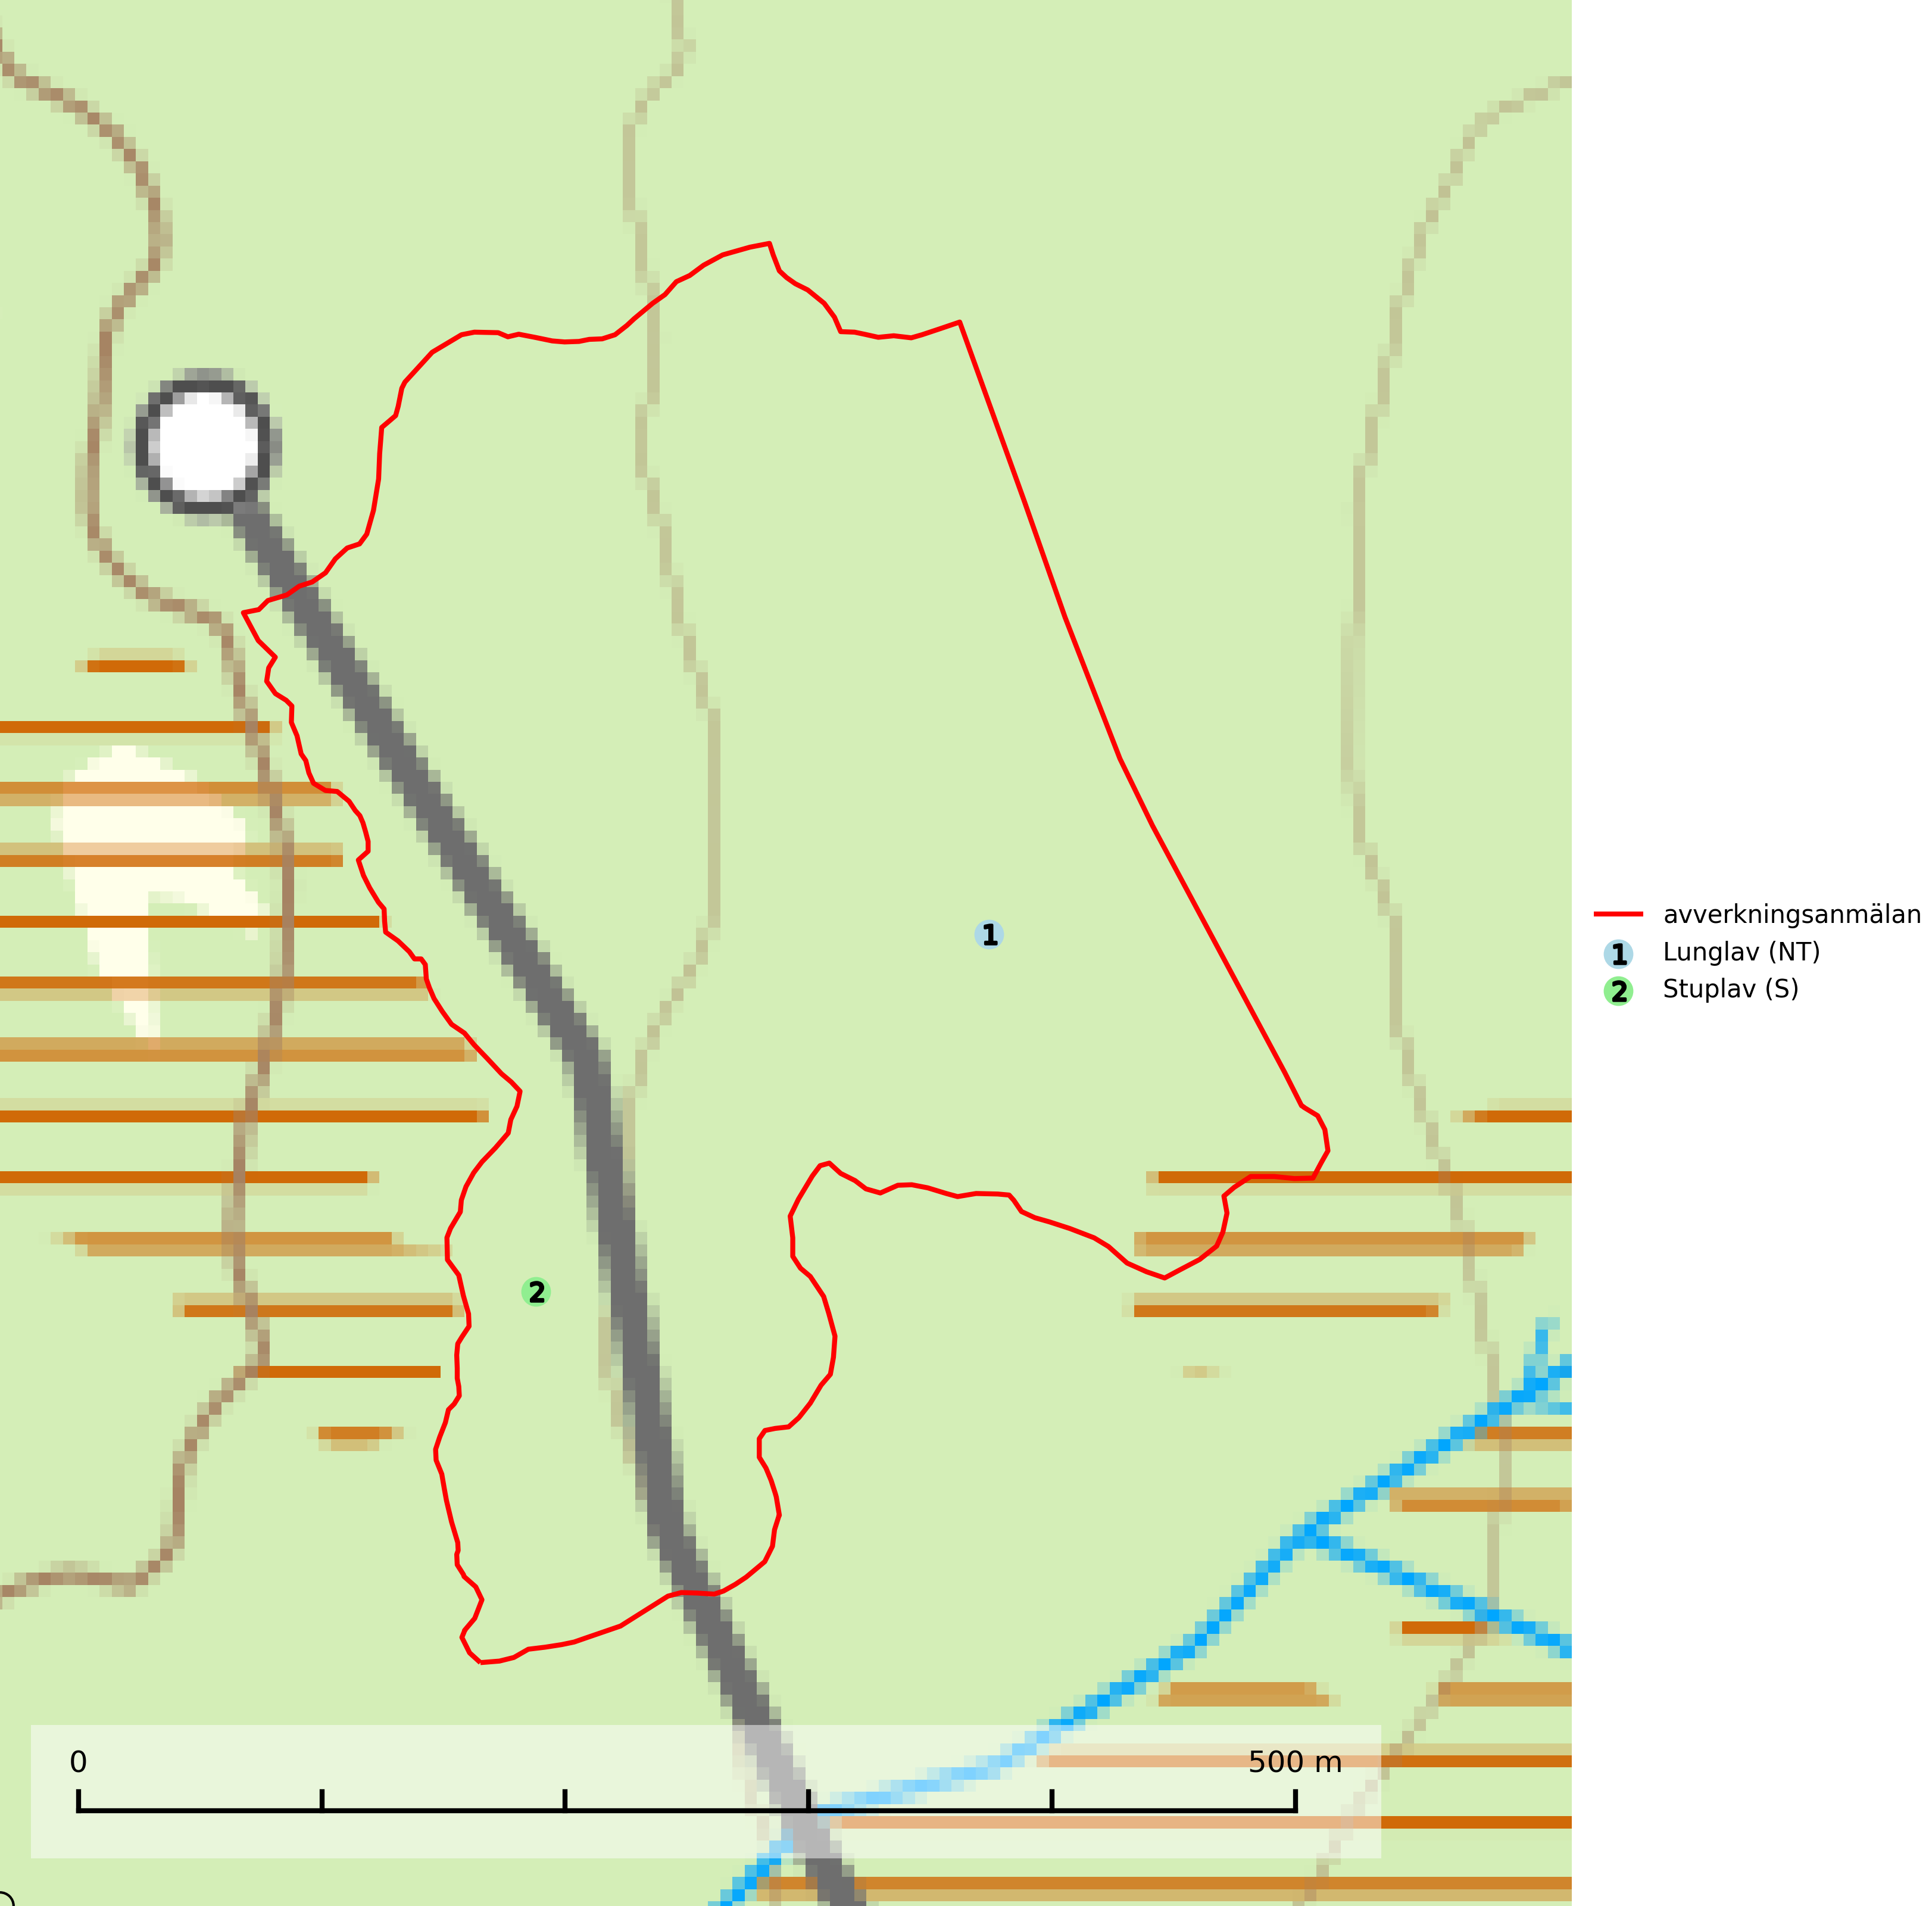 1
2
avverkningsanmälan
1 Lunglav (NT)
2 Stuplav (S)
0 500 m